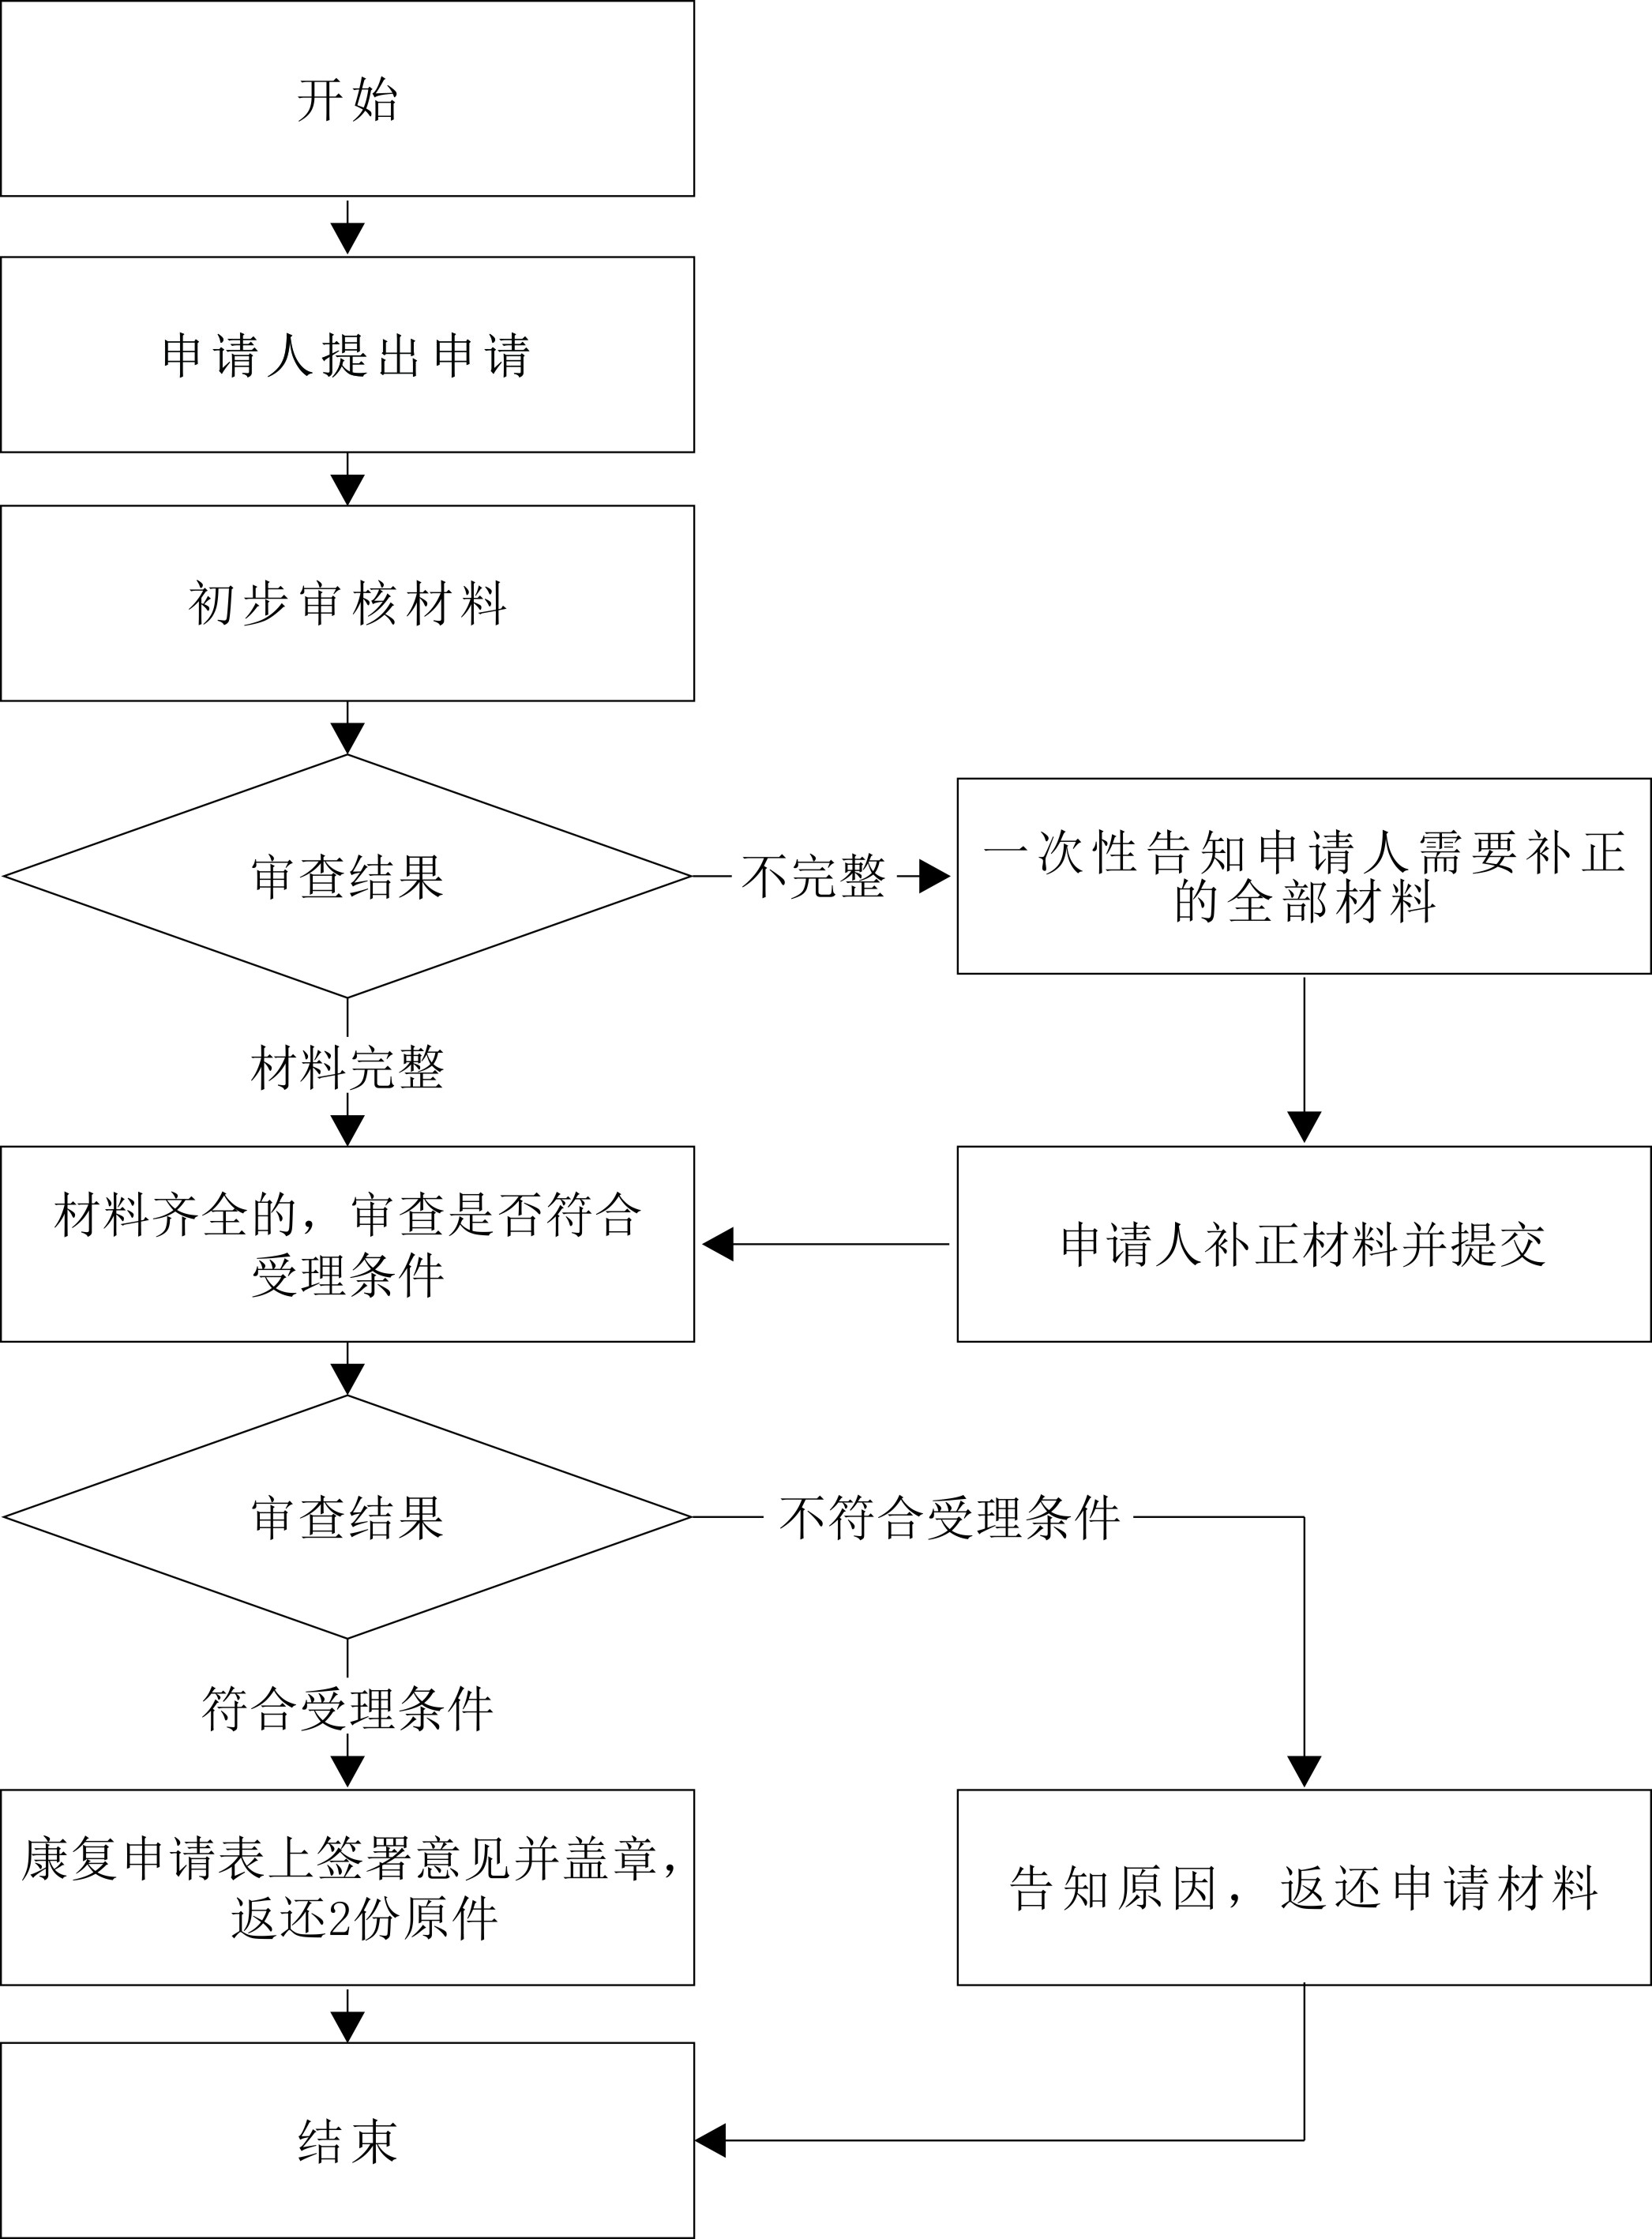 开始
申请人提出申请
初步审核材料
审查结果
不完整
一次性告知申请人需要补正
的全部材料
材料完整
材料齐全的，审查是否符合
受理条件
申请人补正材料并提交
审查结果
不符合受理条件
符合受理条件
康复申请表上签署意见并盖章，
返还2份原件
告知原因，返还申请材料
结束